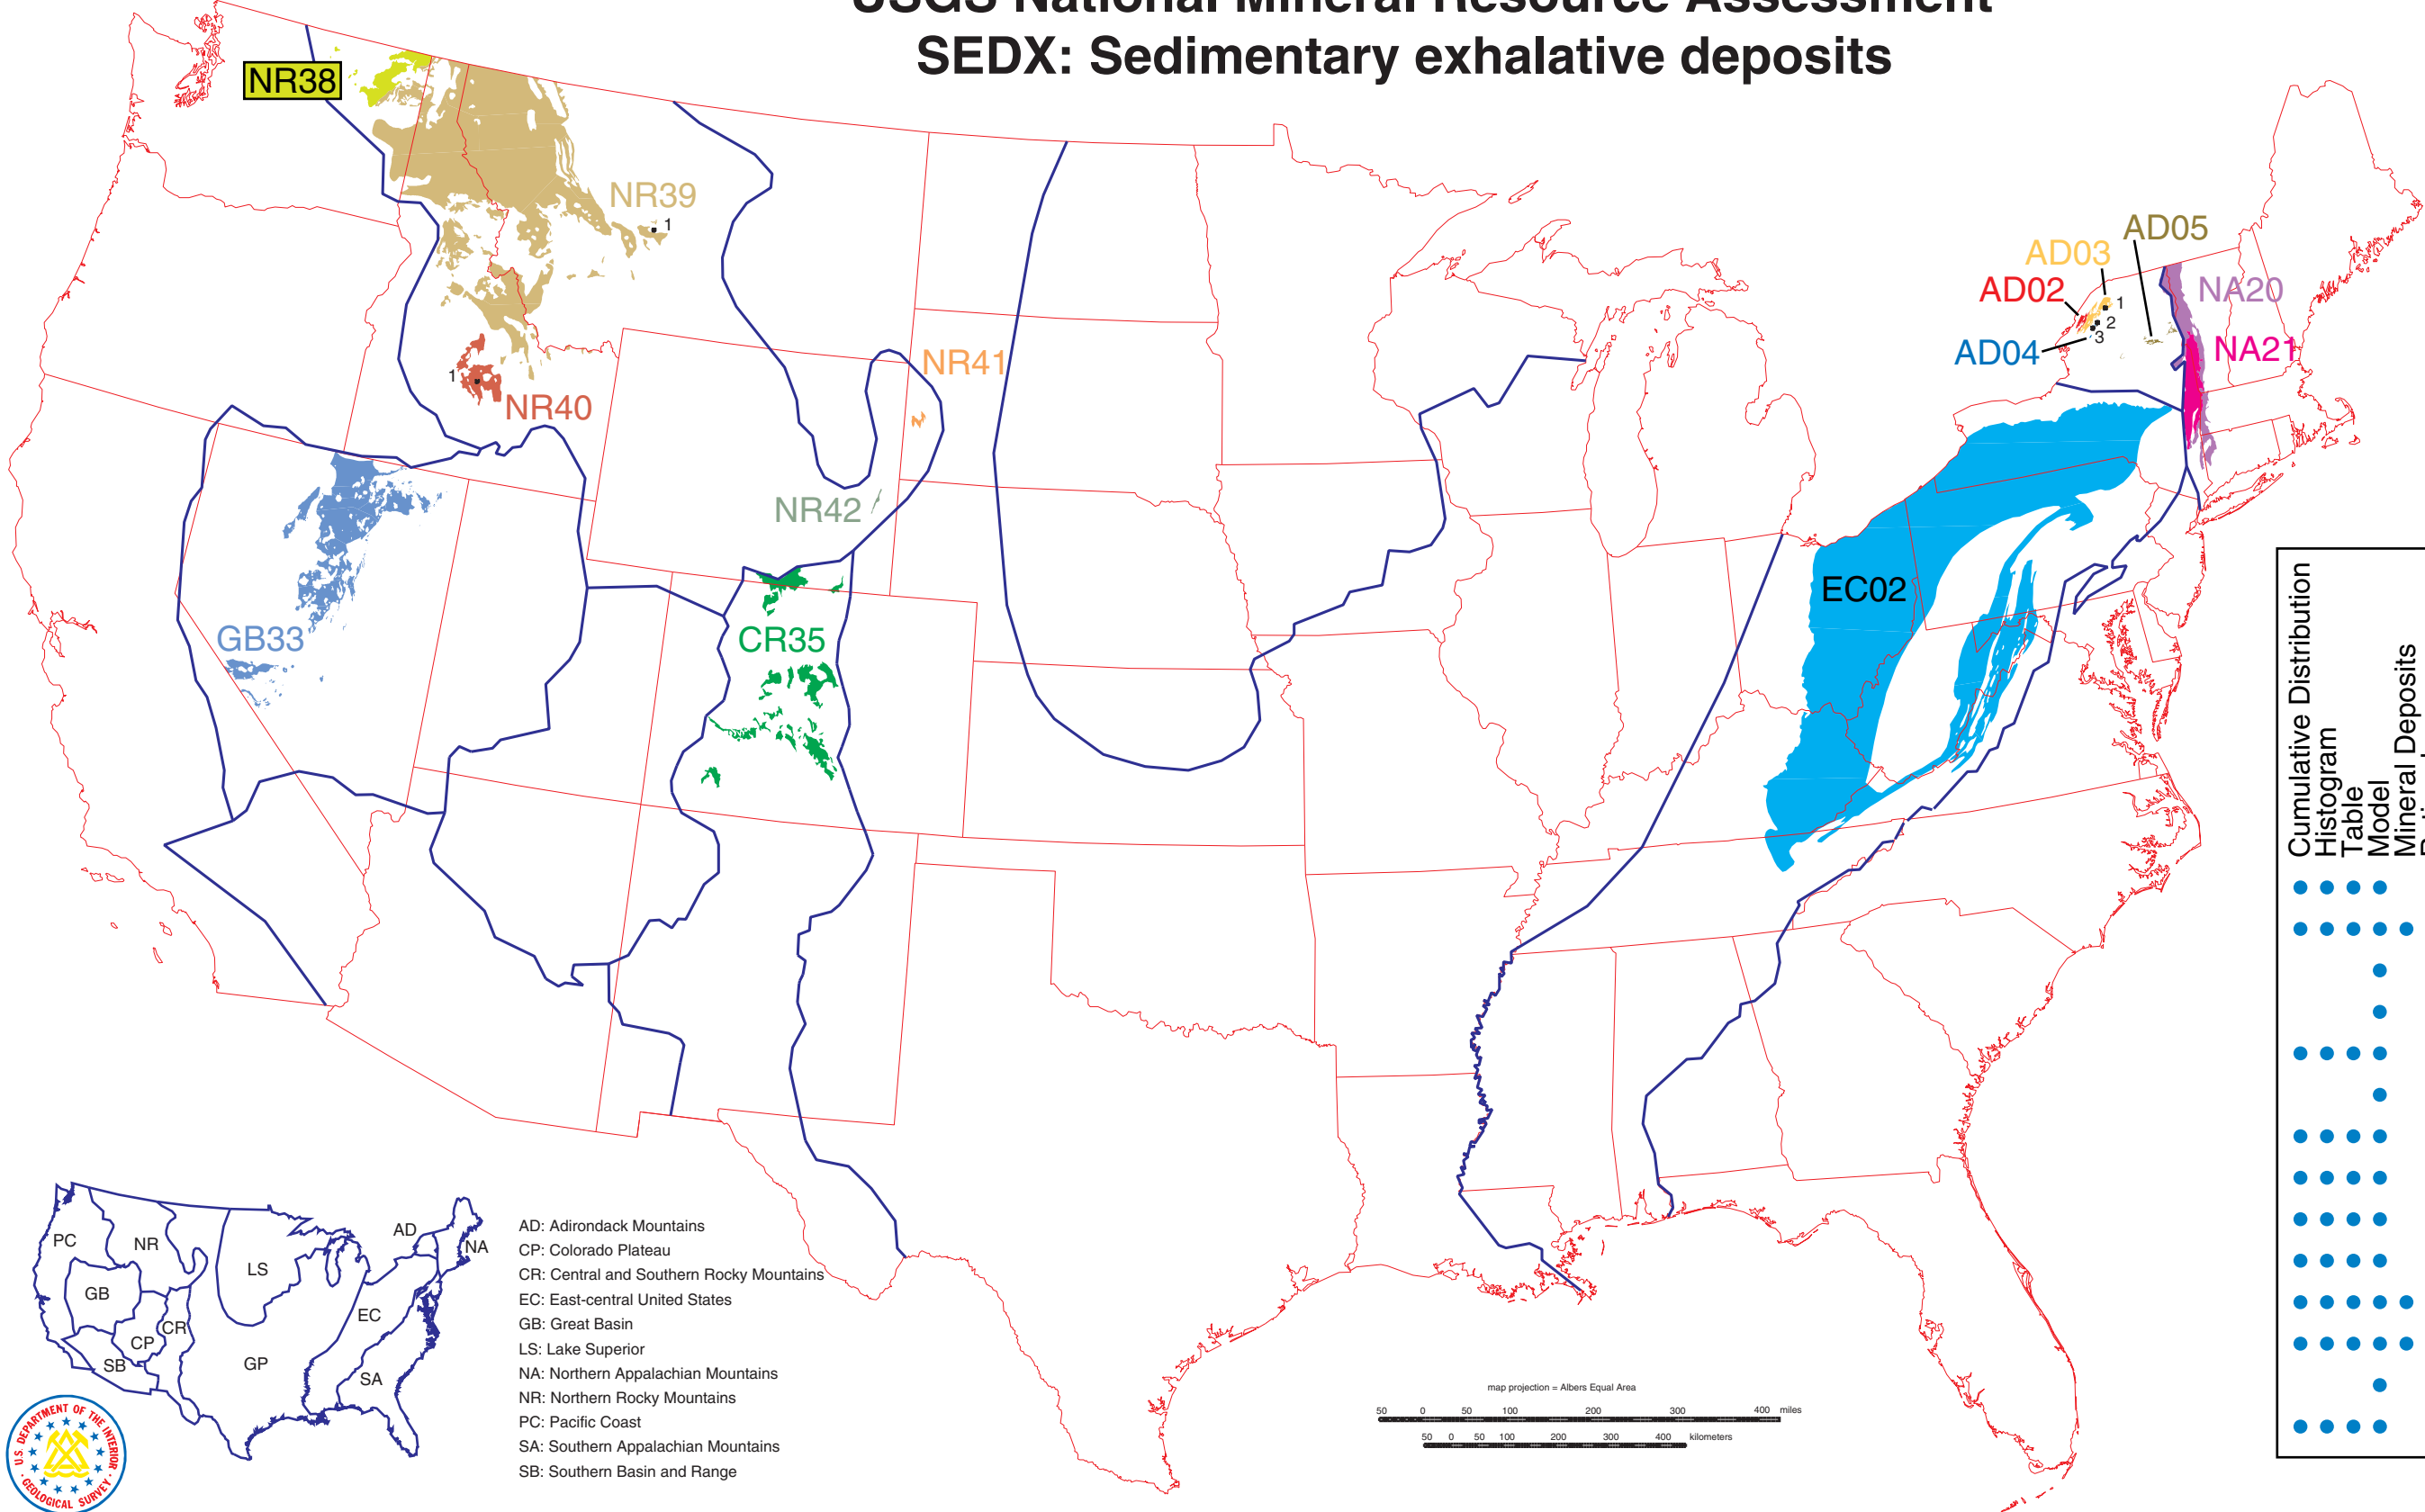 USGS National Mineral Resource Assessment
SEDX: Sedimentary exhalative deposits
NR38
NR39
1
NR40
1
NR41
NR42
GB33
CR35
EC02
AD05
AD03
AD02
AD04
1
2
3
NA20
NA21
Cumulative Distribution
Histogram
Table
Model
Mineral Deposits
PC
NR
GB
LS
AD
NA
CP
CR
SB
GP
EC
SA
AD: Adirondack Mountains
CP: Colorado Plateau
CR: Central and Southern Rocky Mountains
EC: East-central United States
GB: Great Basin
LS: Lake Superior
NA: Northern Appalachian Mountains
NR: Northern Rocky Mountains
PC: Pacific Coast
SA: Southern Appalachian Mountains
SB: Southern Basin and Range
map projection = Albers Equal Area
50 0 50 100 200 300 400 miles
50 0 50 100 200 300 400 kilometers
U.S. DEPARTMENT OF THE INTERIOR
GEOLOGICAL SURVEY